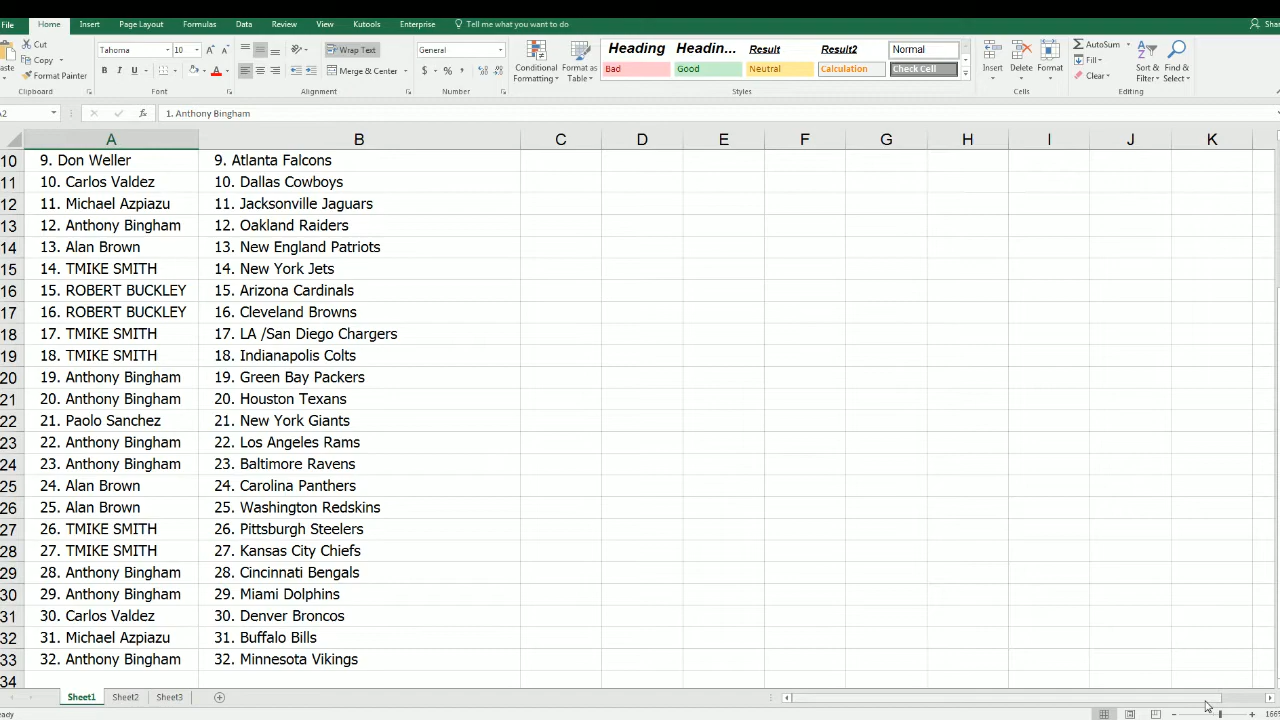 File Home Insert Page Layout Formulas Data Review View Kutools Enterprise Tell me what you want to do
Cut Tahoma 10 Wrap Text General Heading Headin... Result Result2 Normal AutoSum
Copy Fill
Format Painter Merge & Center $ % , Conditional Formatting Format as Table Bad Good Neutral Calculation Check Cell Insert Delete Format Clear Sort & Filter Find & Select
Clipboard Font Alignment Number Styles Cells Editing
fx 1. Anthony Bingham
A B C D E F G H I J K
10 9. Don Weller 9. Atlanta Falcons
11 10. Carlos Valdez 10. Dallas Cowboys
12 11. Michael Azpiazu 11. Jacksonville Jaguars
13 12. Anthony Bingham 12. Oakland Raiders
14 13. Alan Brown 13. New England Patriots
15 14. TMIKE SMITH 14. New York Jets
16 15. ROBERT BUCKLEY 15. Arizona Cardinals
17 16. ROBERT BUCKLEY 16. Cleveland Browns
18 17. TMIKE SMITH 17. LA /San Diego Chargers
19 18. TMIKE SMITH 18. Indianapolis Colts
20 19. Anthony Bingham 19. Green Bay Packers
21 20. Anthony Bingham 20. Houston Texans
22 21. Paolo Sanchez 21. New York Giants
23 22. Anthony Bingham 22. Los Angeles Rams
24 23. Anthony Bingham 23. Baltimore Ravens
25 24. Alan Brown 24. Carolina Panthers
26 25. Alan Brown 25. Washington Redskins
27 26. TMIKE SMITH 26. Pittsburgh Steelers
28 27. TMIKE SMITH 27. Kansas City Chiefs
29 28. Anthony Bingham 28. Cincinnati Bengals
30 29. Anthony Bingham 29. Miami Dolphins
31 30. Carlos Valdez 30. Denver Broncos
32 31. Michael Azpiazu 31. Buffalo Bills
33 32. Anthony Bingham 32. Minnesota Vikings
34
Sheet1 Sheet2 Sheet3